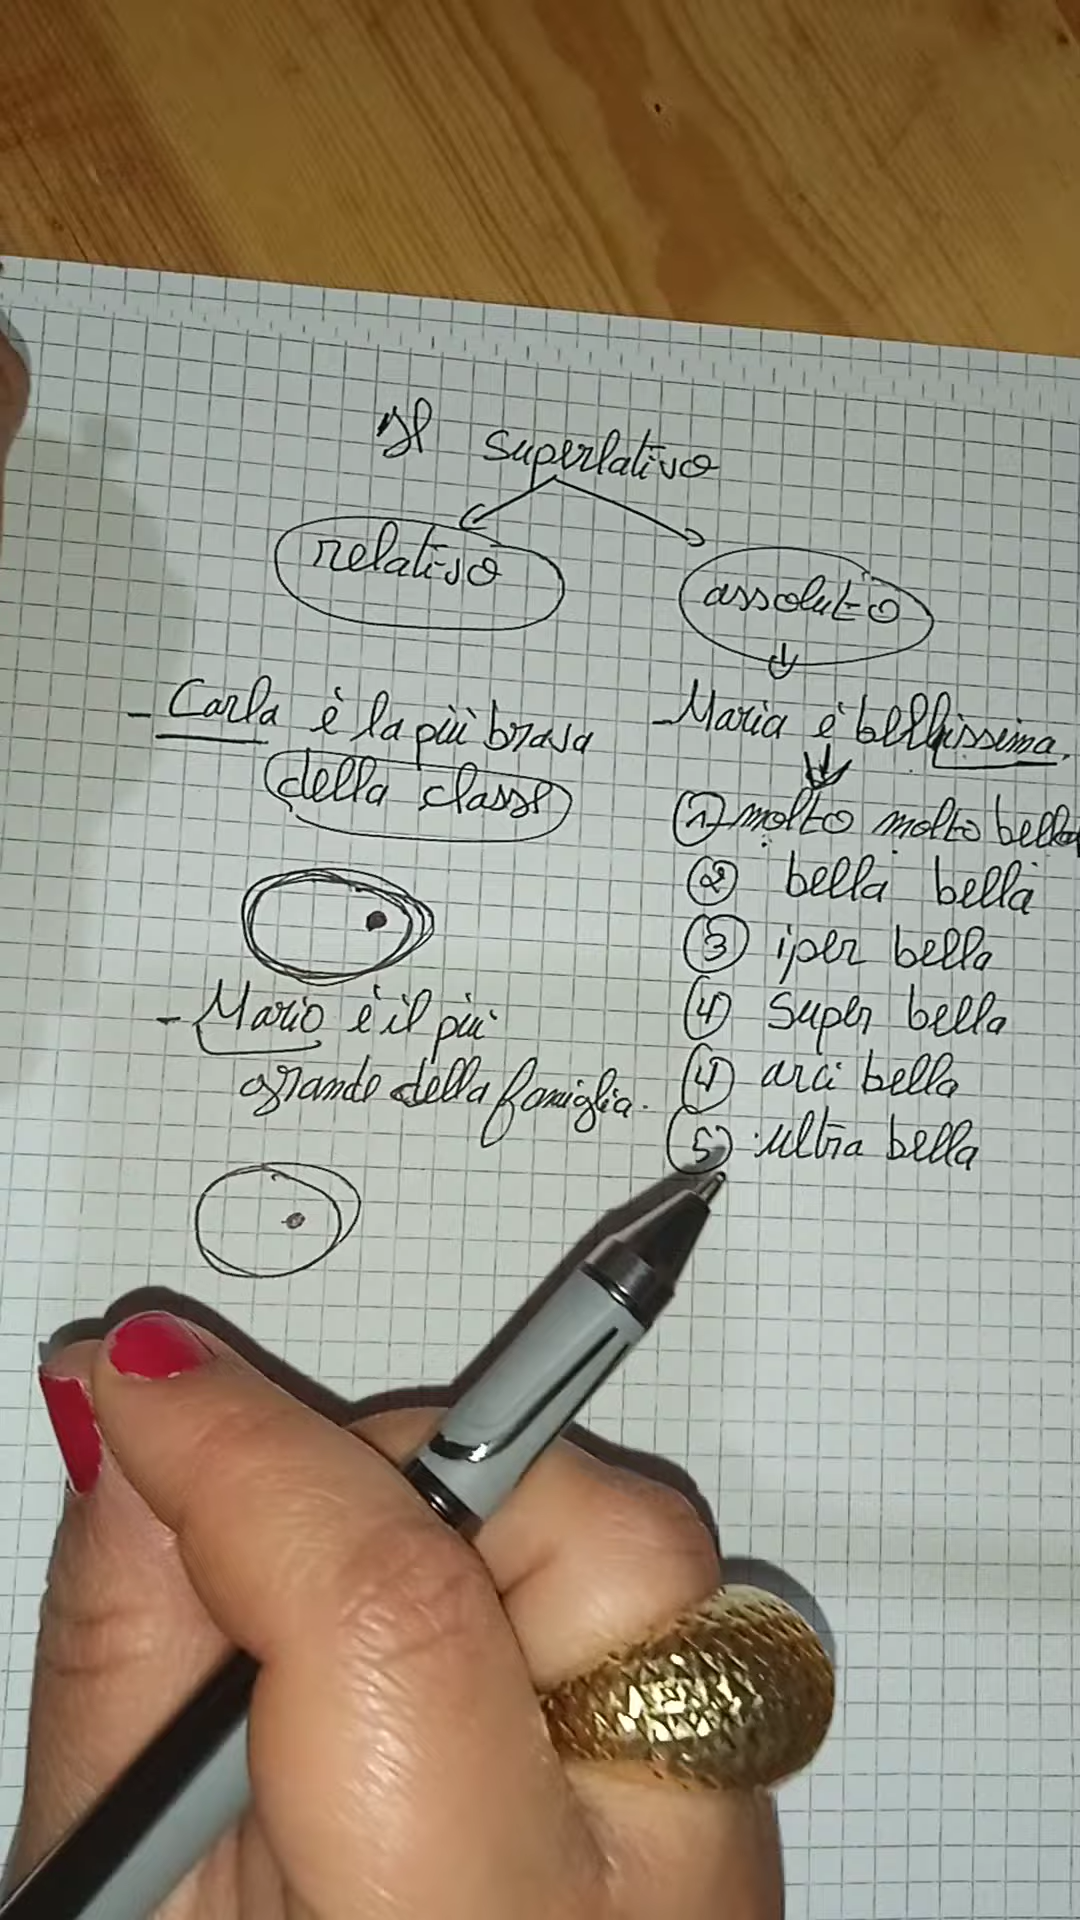 Il superlativo
relativo
assoluto
- Carla è la più brava
della classe
- Mario è il più
grande della famiglia.
- Maria è bellissima.
① molto molto bella
② bella bella
③ iper bella
④ Super bella
④ arci bella
⑤ ultra bella